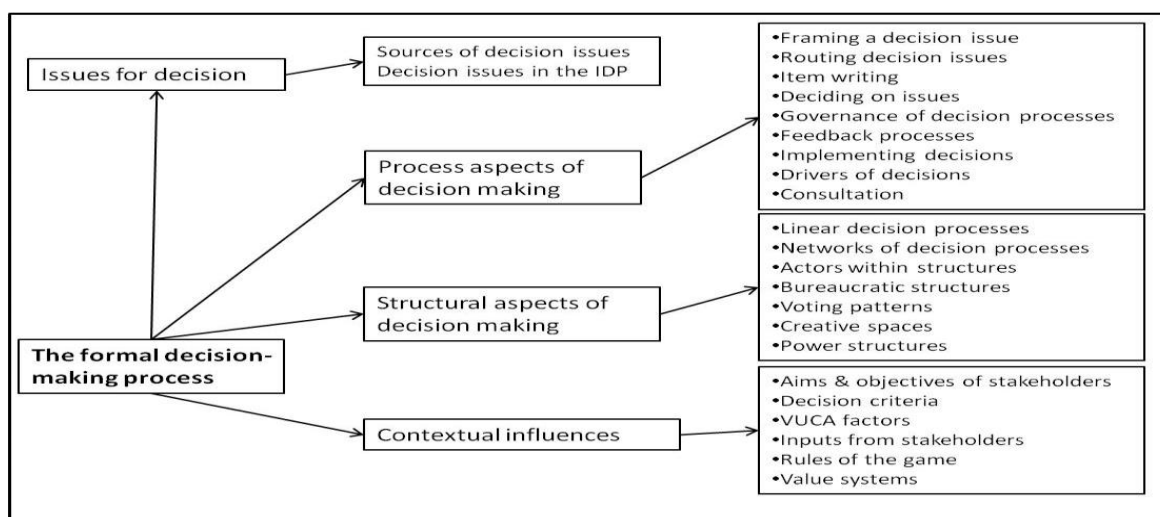 Issues for decision
Sources of decision issues
Decision issues in the IDP
•Framing a decision issue
•Routing decision issues
•Item writing
•Deciding on issues
•Governance of decision processes
•Feedback processes
•Implementing decisions
•Drivers of decisions
•Consultation
Process aspects of
decision making
•Linear decision processes
•Networks of decision processes
•Actors within structures
•Bureaucratic structures
•Voting patterns
•Creative spaces
•Power structures
Structural aspects of
decision making
The formal decision-
making process
•Aims & objectives of stakeholders
•Decision criteria
•VUCA factors
•Inputs from stakeholders
•Rules of the game
•Value systems
Contextual influences